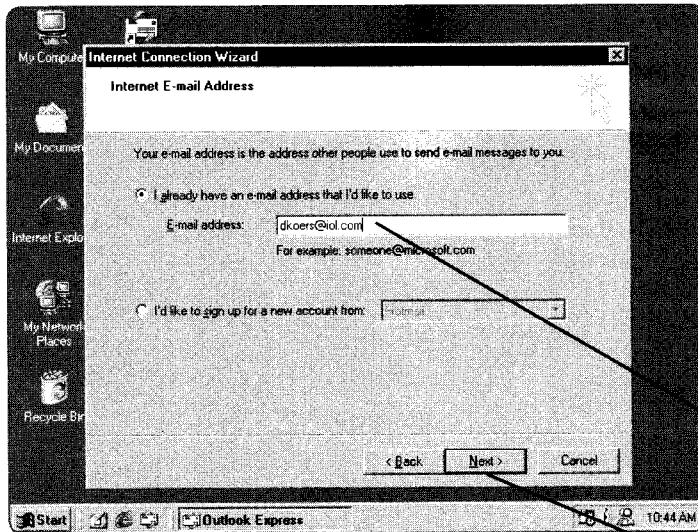 My Compute
Internet Connection Wizard
Internet E-mail Address
My Documen
Your e-mail address is the address other people use to send e-mail messages to you.
I already have an e-mail address that I'd like to use
E-mail address: dkoers@iol.com
For example: someone@microsoft.com
Internet Explo
I'd like to sign up for a new account from: Hotmail
My Network
Places
Recycle Bin
< Back Next > Cancel
Start Outlook Express 10:44 AM